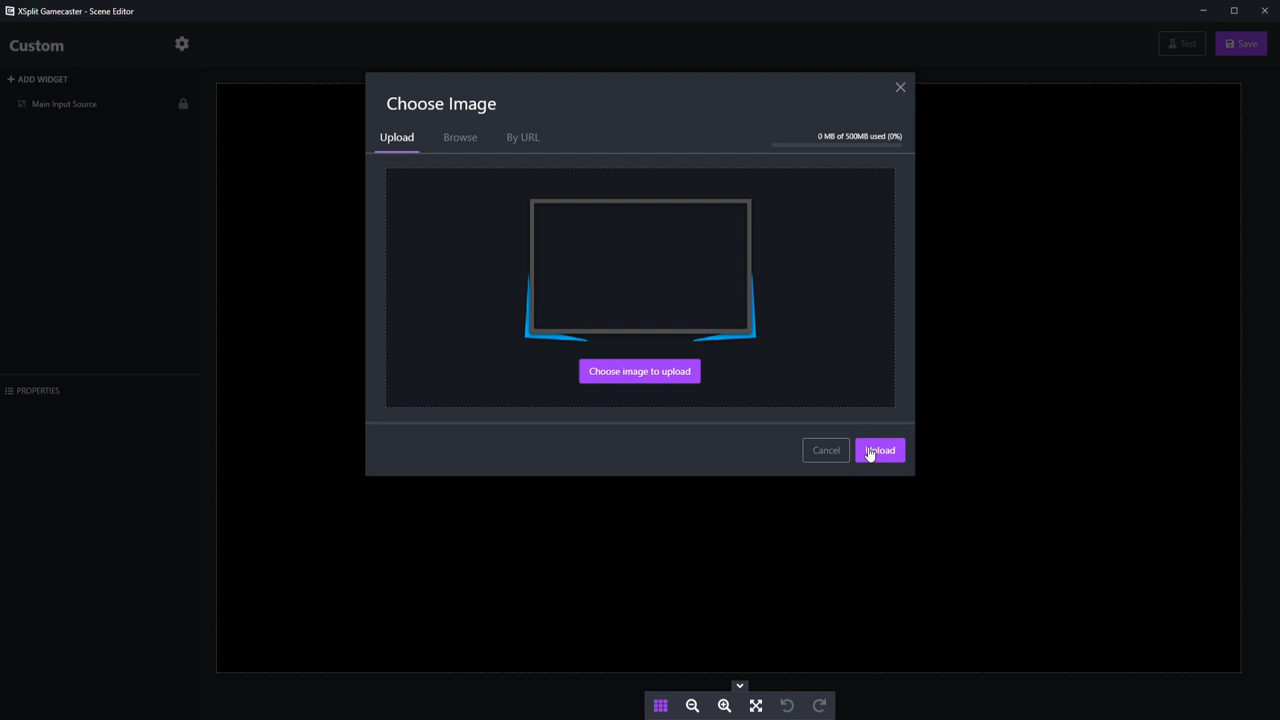 XSplit Gamecaster - Scene Editor
Custom
Test
Save
+ ADD WIDGET
Main Input Source
PROPERTIES
Choose Image
Upload
Browse
By URL
0 MB of 500MB used (0%)
Choose image to upload
Cancel
Upload